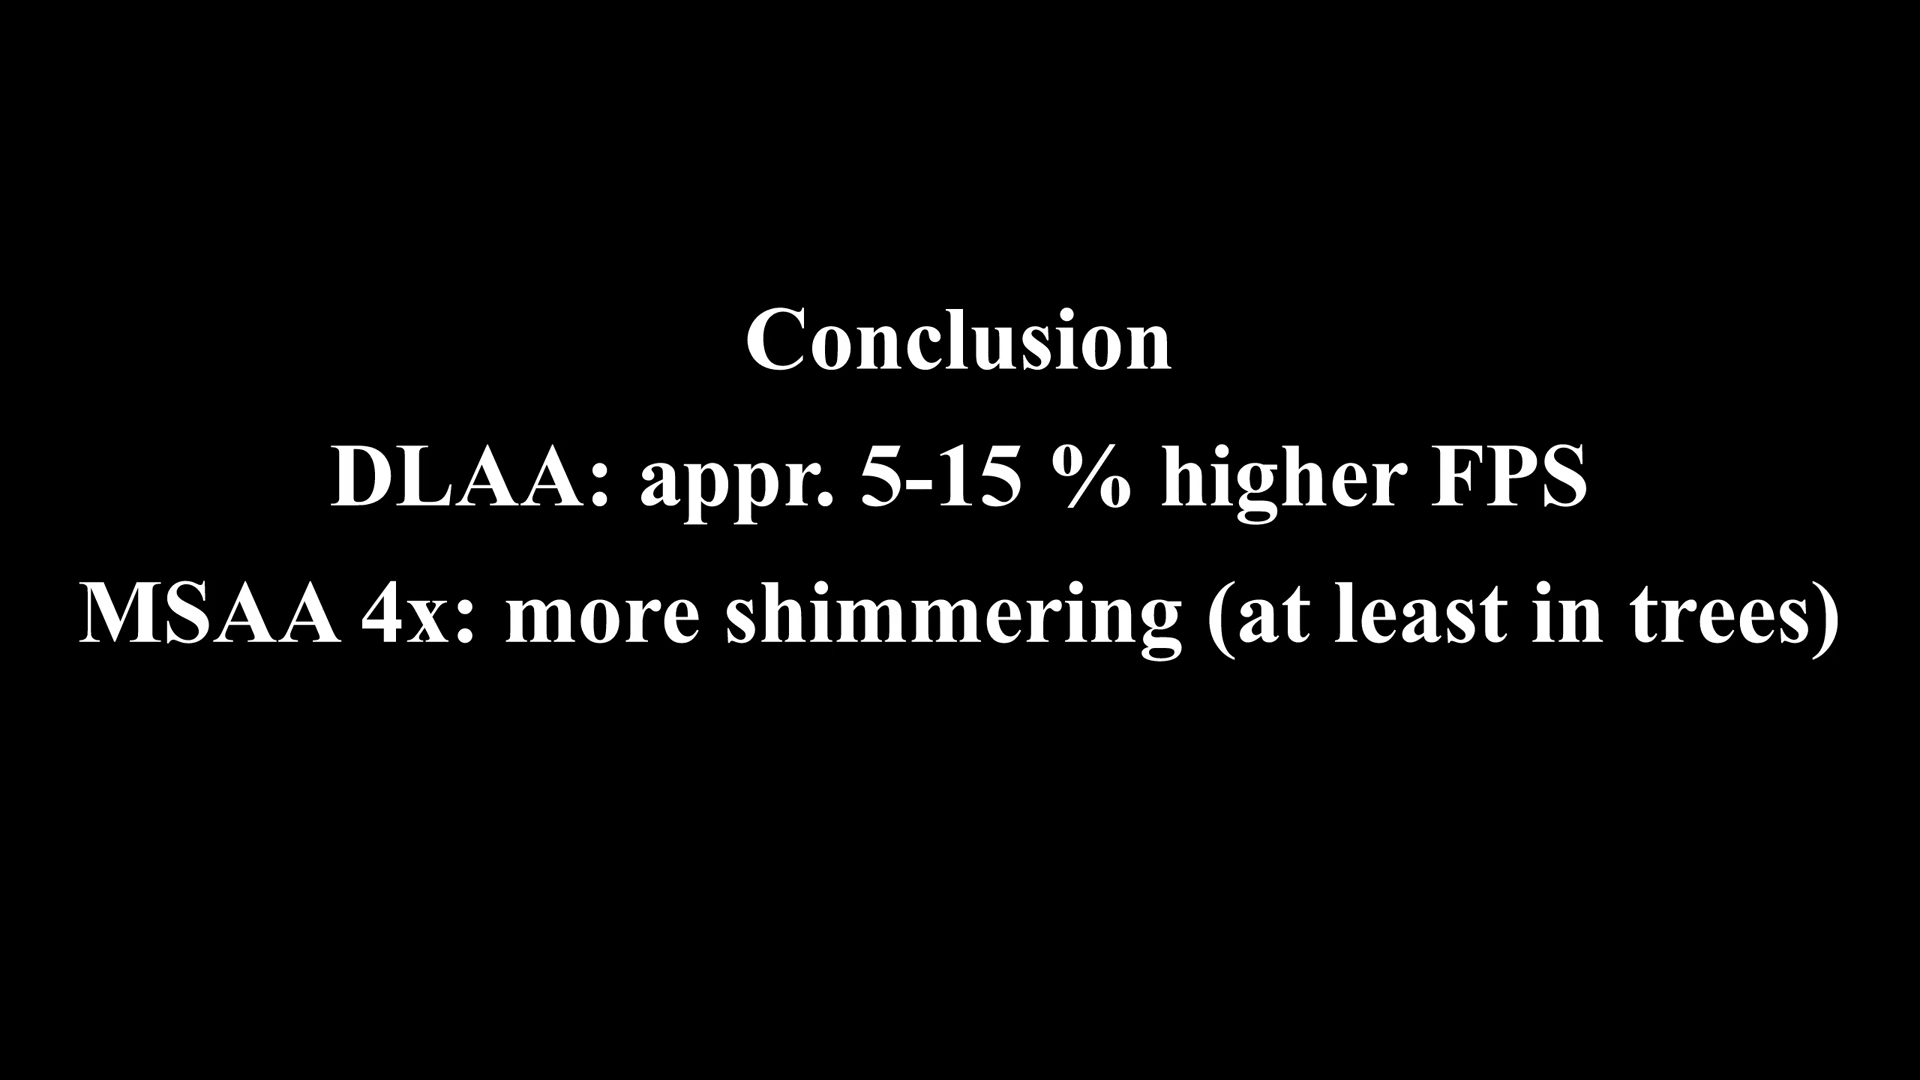 Conclusion
DLAA: appr. 5-15 % higher FPS
MSAA 4x: more shimmering (at least in trees)